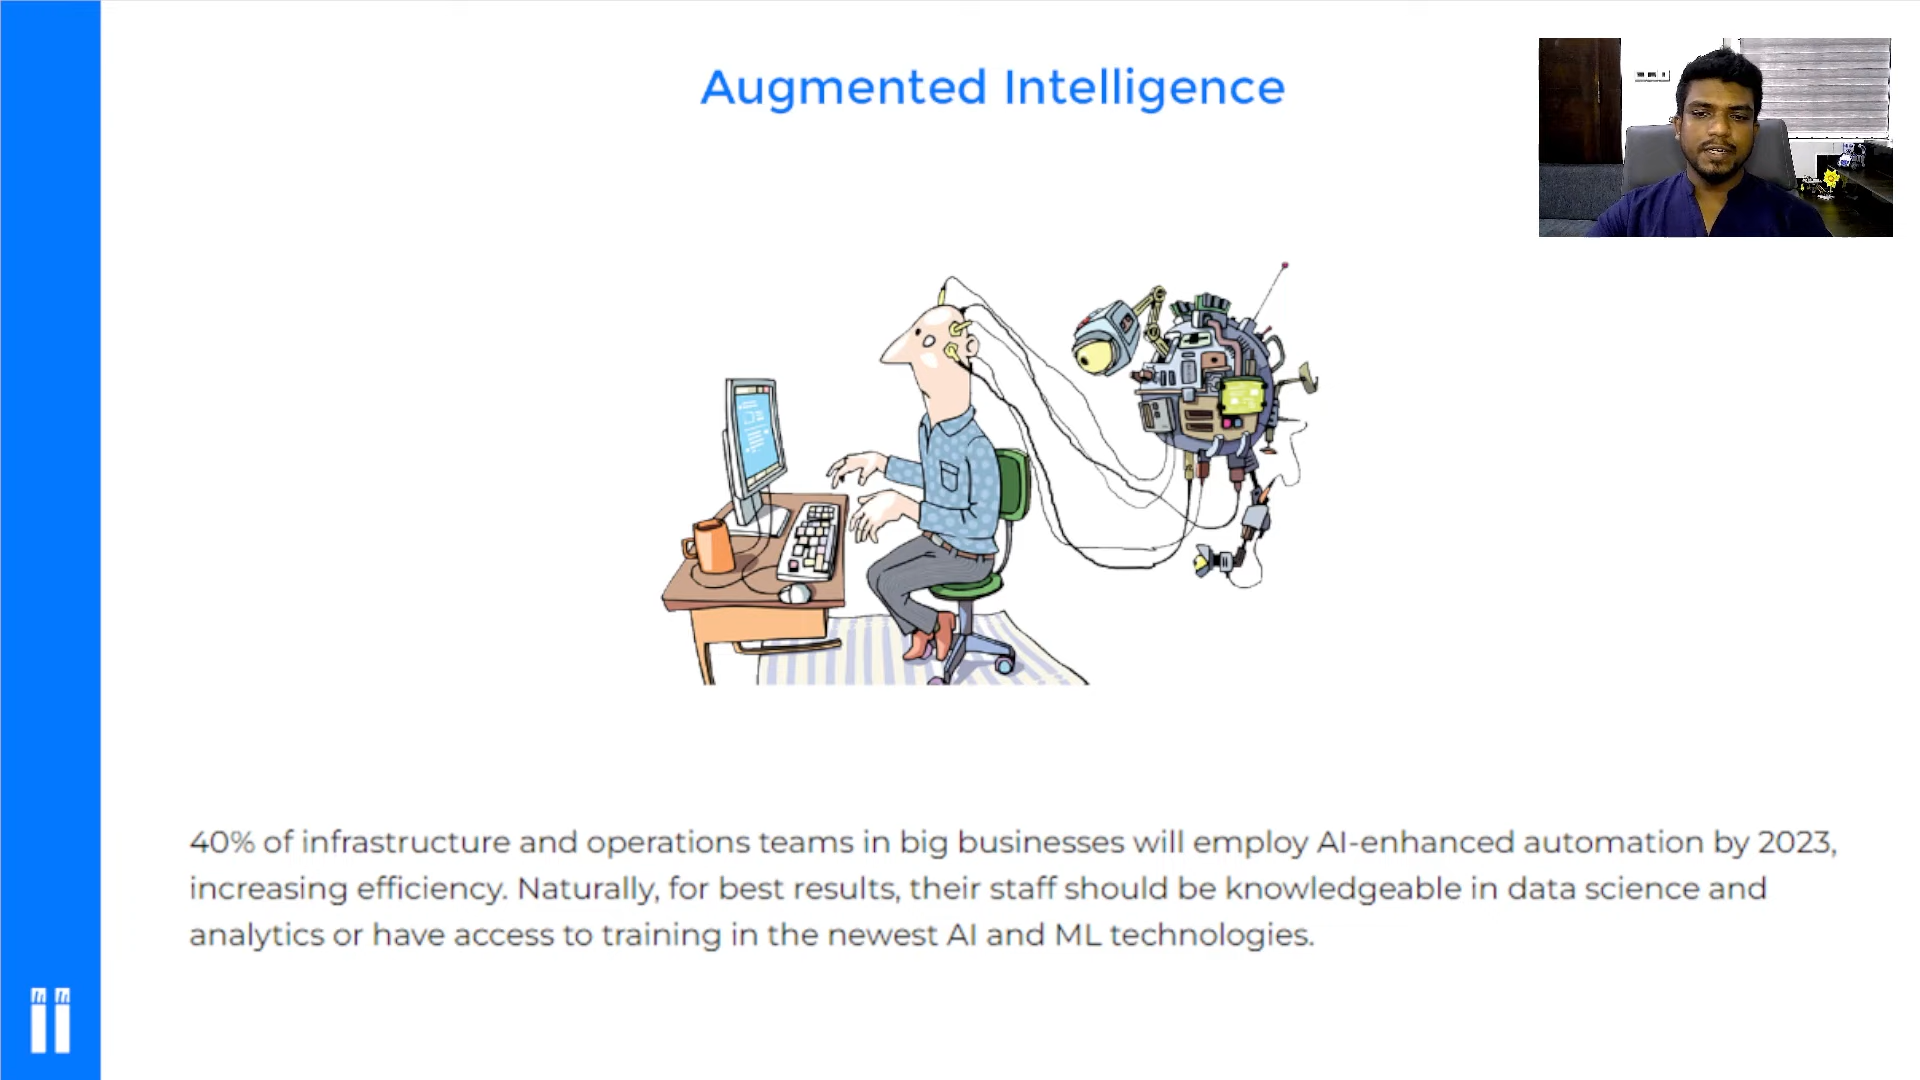 Augmented Intelligence
40% of infrastructure and operations teams in big businesses will employ AI-enhanced automation by 2023,
increasing efficiency. Naturally, for best results, their staff should be knowledgeable in data science and
analytics or have access to training in the newest AI and ML technologies.